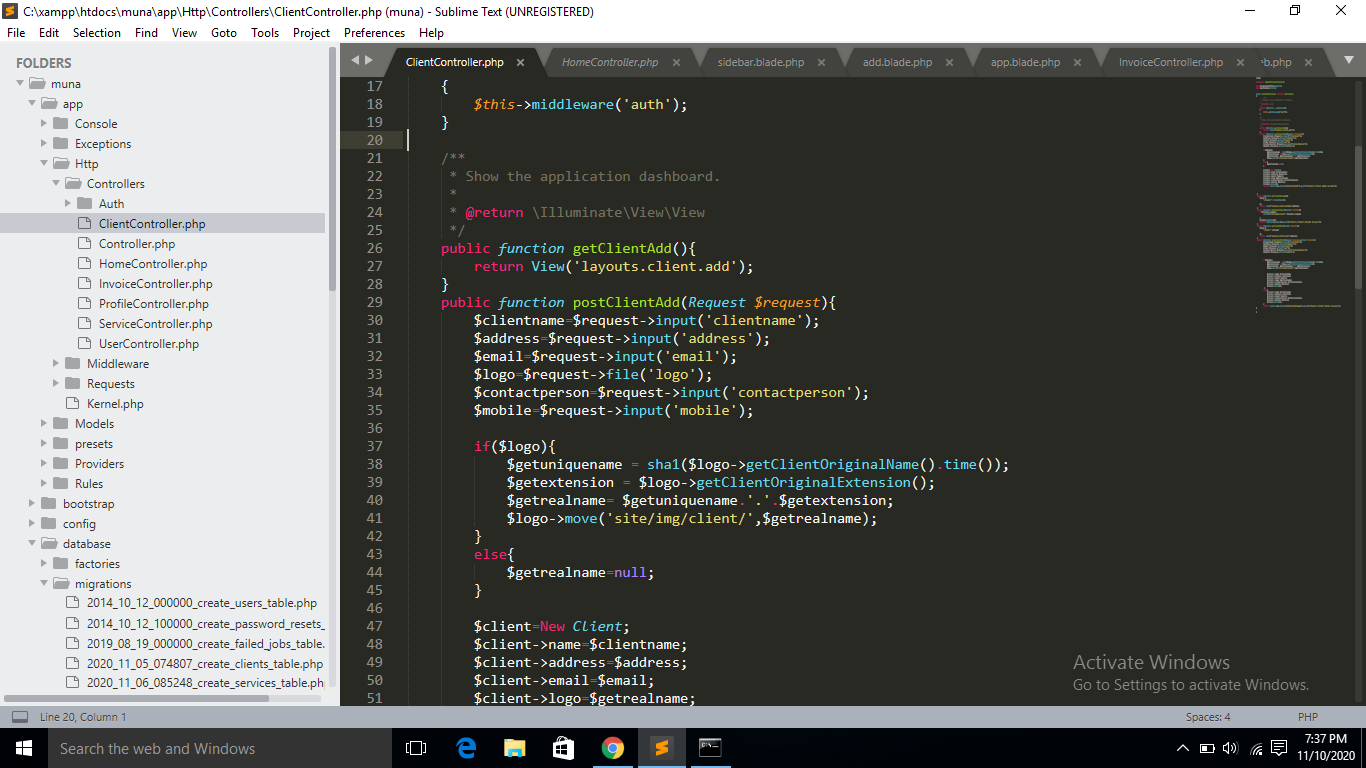 C:\xampp\htdocs\muna\app\Http\Controllers\ClientController.php (muna) - Sublime Text (UNREGISTERED)
File Edit Selection Find View Goto Tools Project Preferences Help
FOLDERS
muna
app
Console
Exceptions
Http
Controllers
Auth
ClientController.php
Controller.php
HomeController.php
InvoiceController.php
ProfileController.php
ServiceController.php
UserController.php
Middleware
Requests
Kernel.php
Models
presets
Providers
Rules
bootstrap
config
database
factories
migrations
2014_10_12_000000_create_users_table.php
2014_10_12_100000_create_password_resets_
2019_08_19_000000_create_failed_jobs_table.
2020_11_05_074807_create_clients_table.php
2020_11_06_085248_create_services_table.ph
ClientController.php HomeController.php sidebar.blade.php add.blade.php app.blade.php InvoiceController.php eb.php
17 {
18 $this->middleware('auth');
19 }
20
21 /**
22 * Show the application dashboard.
23 *
24 * @return \Illuminate\View\View
25 */
26 public function getClientAdd(){
27 return View('layouts.client.add');
28 }
29 public function postClientAdd(Request $request){
30 $clientname=$request->input('clientname');
31 $address=$request->input('address');
32 $email=$request->input('email');
33 $logo=$request->file('logo');
34 $contactperson=$request->input('contactperson');
35 $mobile=$request->input('mobile');
36
37 if($logo){
38 $getuniquename = sha1($logo->getClientOriginalName().time());
39 $getextension = $logo->getClientOriginalExtension();
40 $getrealname= $getuniquename.'.'.$getextension;
41 $logo->move('site/img/client/',$getrealname);
42 }
43 else{
44 $getrealname=null;
45 }
46
47 $client=New Client;
48 $client->name=$clientname;
49 $client->address=$address;
50 $client->email=$email;
51 $client->logo=$getrealname;
Activate Windows
Go to Settings to activate Windows.
Line 20, Column 1 Spaces: 4 PHP
Search the web and Windows
7:37 PM
11/10/2020